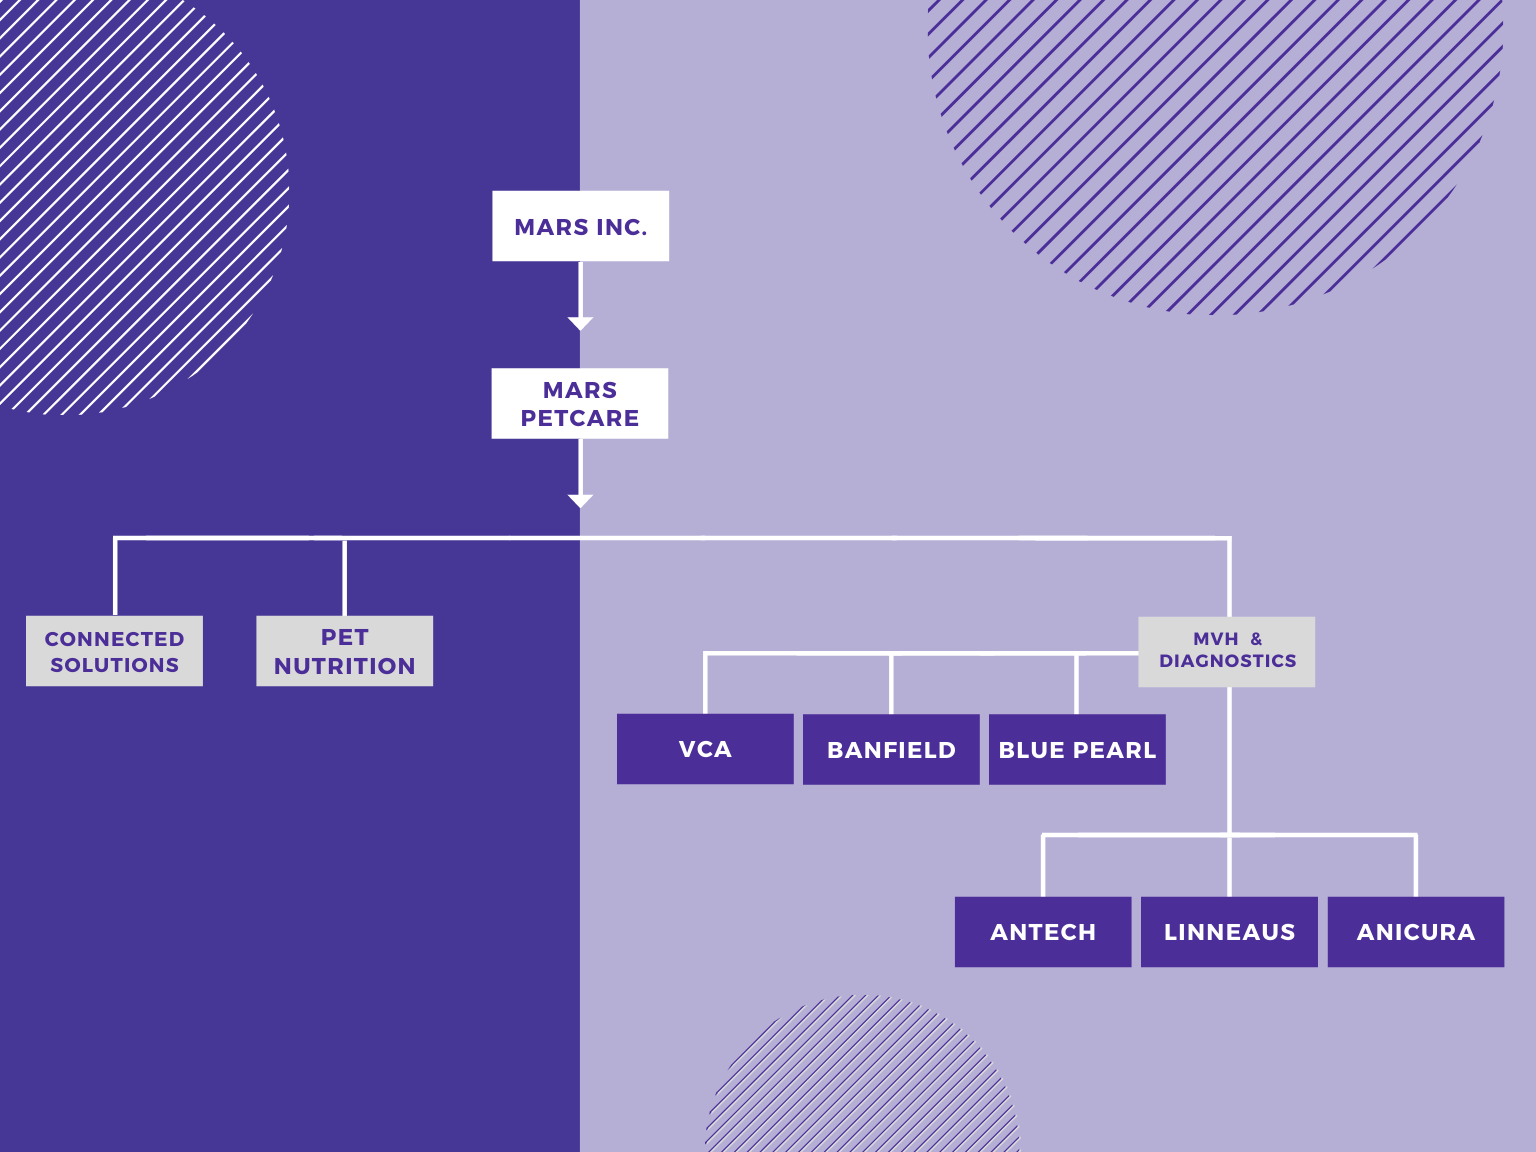 MARS INC.
MARS
PETCARE
CONNECTED
SOLUTIONS
PET
NUTRITION
MVH &
DIAGNOSTICS
VCA
BANFIELD
BLUE PEARL
ANTECH
LINNEAUS
ANICURA